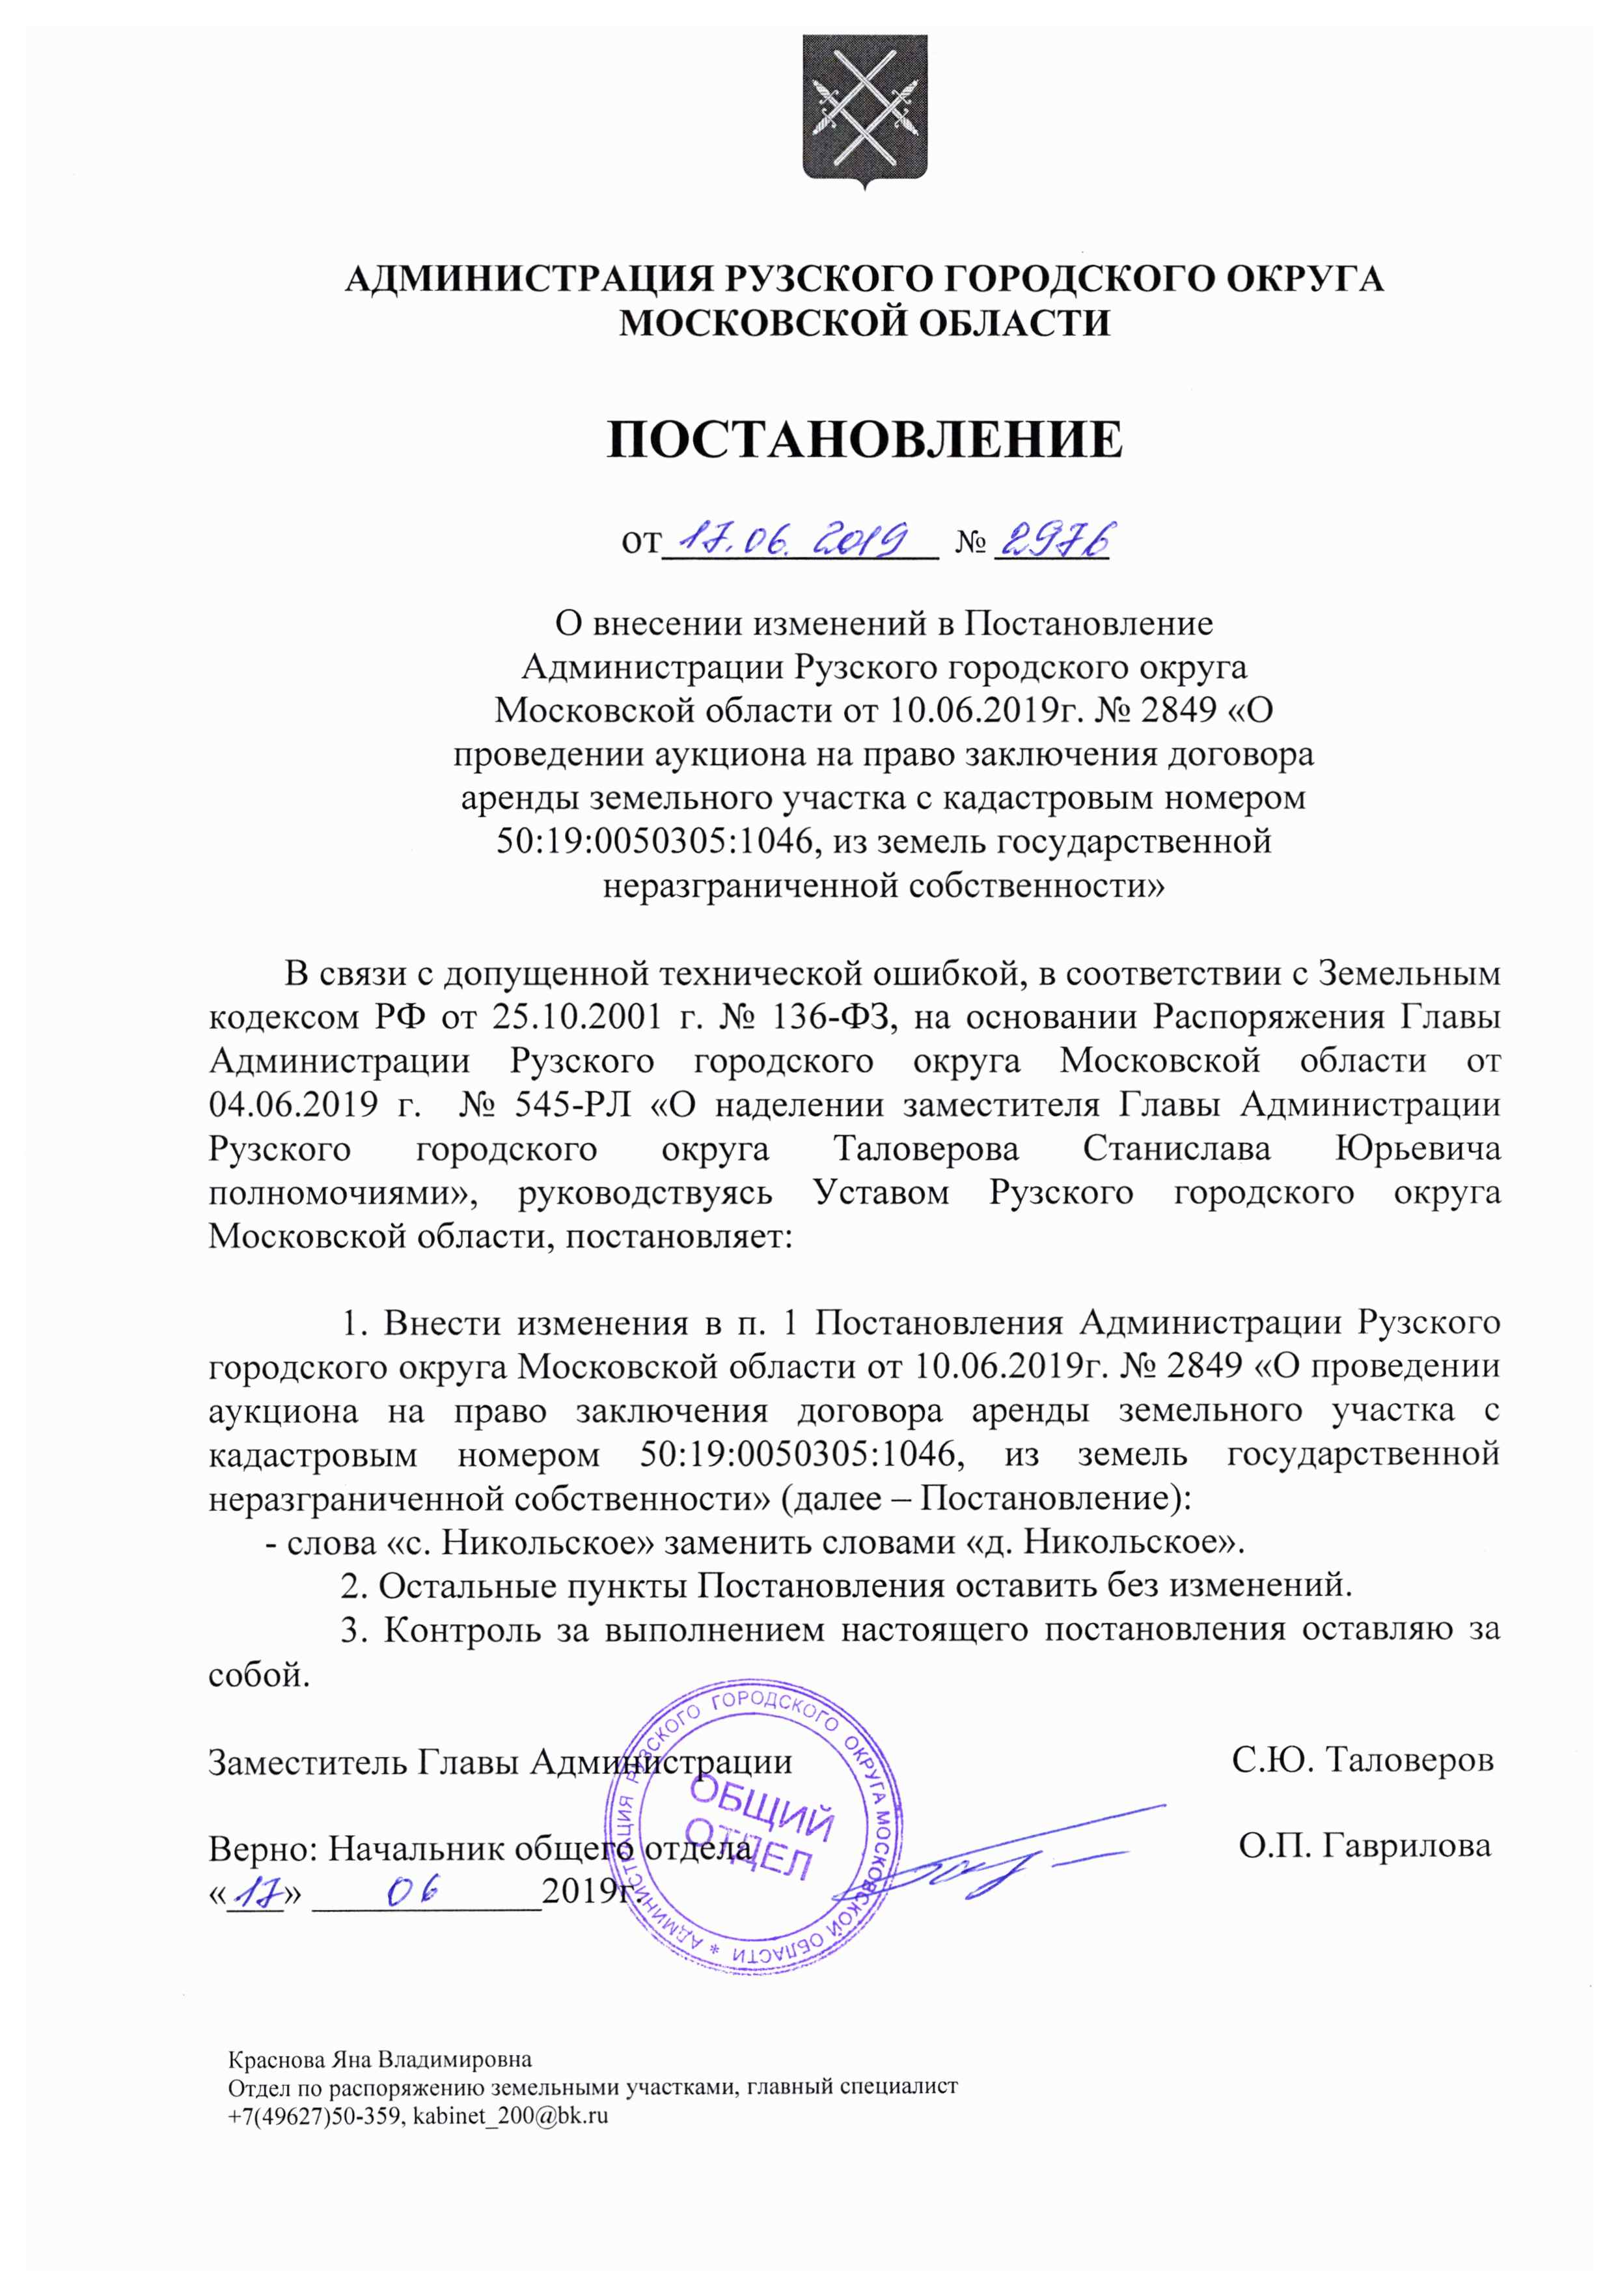 АДМИНИСТРАЦИЯ РУЗСКОГО ГОРОДСКОГО ОКРУГА
МОСКОВСКОЙ ОБЛАСТИ
ПОСТАНОВЛЕНИЕ
от 17.06.2019 № 2976
О внесении изменений в Постановление
Администрации Рузского городского округа
Московской области от 10.06.2019г. № 2849 «О
проведении аукциона на право заключения договора
аренды земельного участка с кадастровым номером
50:19:0050305:1046, из земель государственной
неразграниченной собственности»
В связи с допущенной технической ошибкой, в соответствии с Земельным
кодексом РФ от 25.10.2001 г. № 136-ФЗ, на основании Распоряжения Главы
Администрации Рузского городского округа Московской области от
04.06.2019 г. № 545-РЛ «О наделении заместителя Главы Администрации
Рузского городского округа Таловерова Станислава Юрьевича
полномочиями», руководствуясь Уставом Рузского городского округа
Московской области, постановляет:
1. Внести изменения в п. 1 Постановления Администрации Рузского
городского округа Московской области от 10.06.2019г. № 2849 «О проведении
аукциона на право заключения договора аренды земельного участка с
кадастровым номером 50:19:0050305:1046, из земель государственной
неразграниченной собственности» (далее – Постановление):
- слова «с. Никольское» заменить словами «д. Никольское».
2. Остальные пункты Постановления оставить без изменений.
3. Контроль за выполнением настоящего постановления оставляю за
собой.
Заместитель Главы Администрации С.Ю. Таловеров
Верно: Начальник общего отдела О.П. Гаврилова
«17» 06 2019г.
АДМИНИСТРАЦИЯ РУЗСКОГО ГОРОДСКОГО ОКРУГА МОСКОВСКОЙ ОБЛАСТИ *
ОБЩИЙ
ОТДЕЛ
Краснова Яна Владимировна
Отдел по распоряжению земельными участками, главный специалист
+7(49627)50-359, kabinet_200@bk.ru